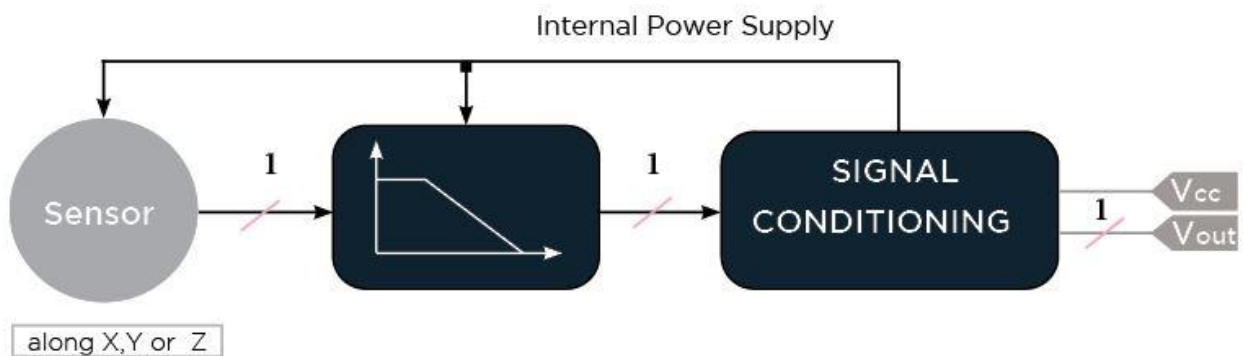 Internal Power Supply
1
1
SIGNAL
CONDITIONING
Sensor
1
Vcc
Vout
along X,Y or Z